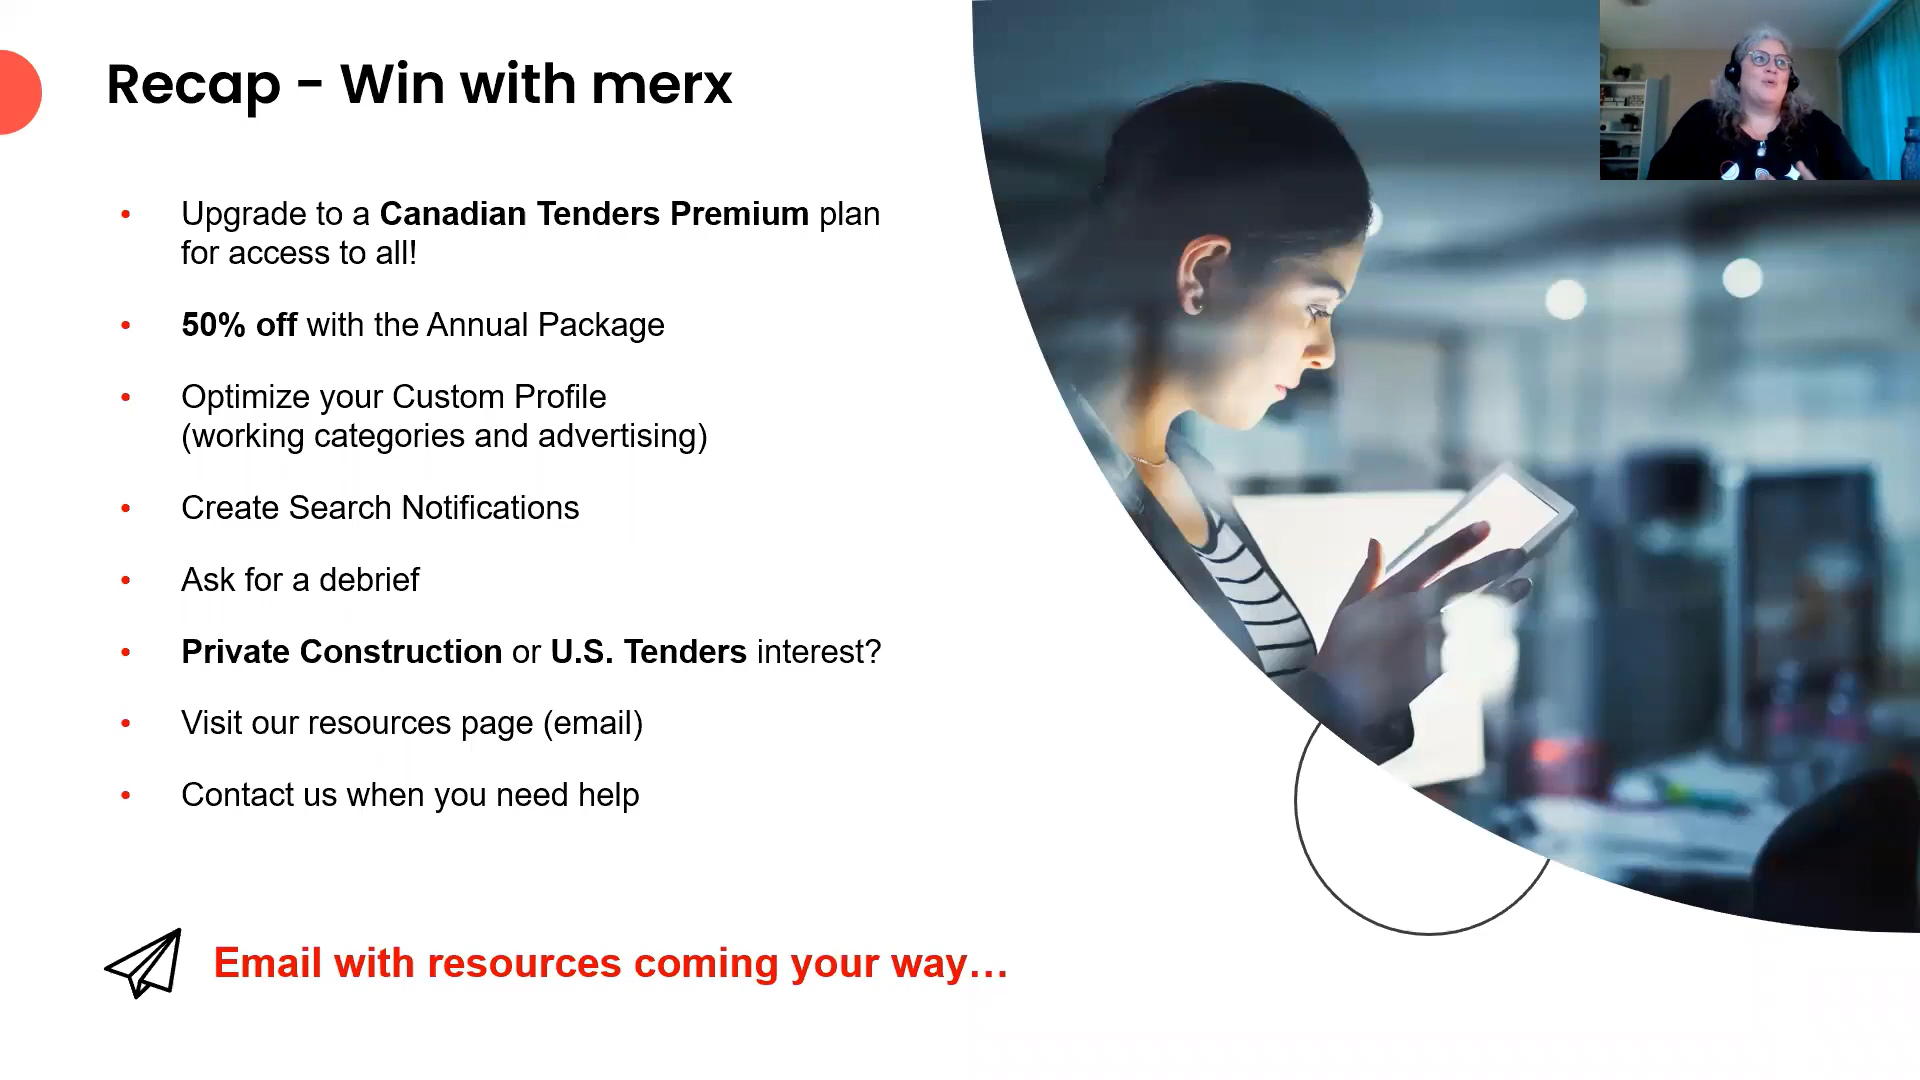 Recap - Win with merx
• Upgrade to a Canadian Tenders Premium plan
for access to all!
• 50% off with the Annual Package
• Optimize your Custom Profile
(working categories and advertising)
• Create Search Notifications
• Ask for a debrief
• Private Construction or U.S. Tenders interest?
• Visit our resources page (email)
• Contact us when you need help
Email with resources coming your way…